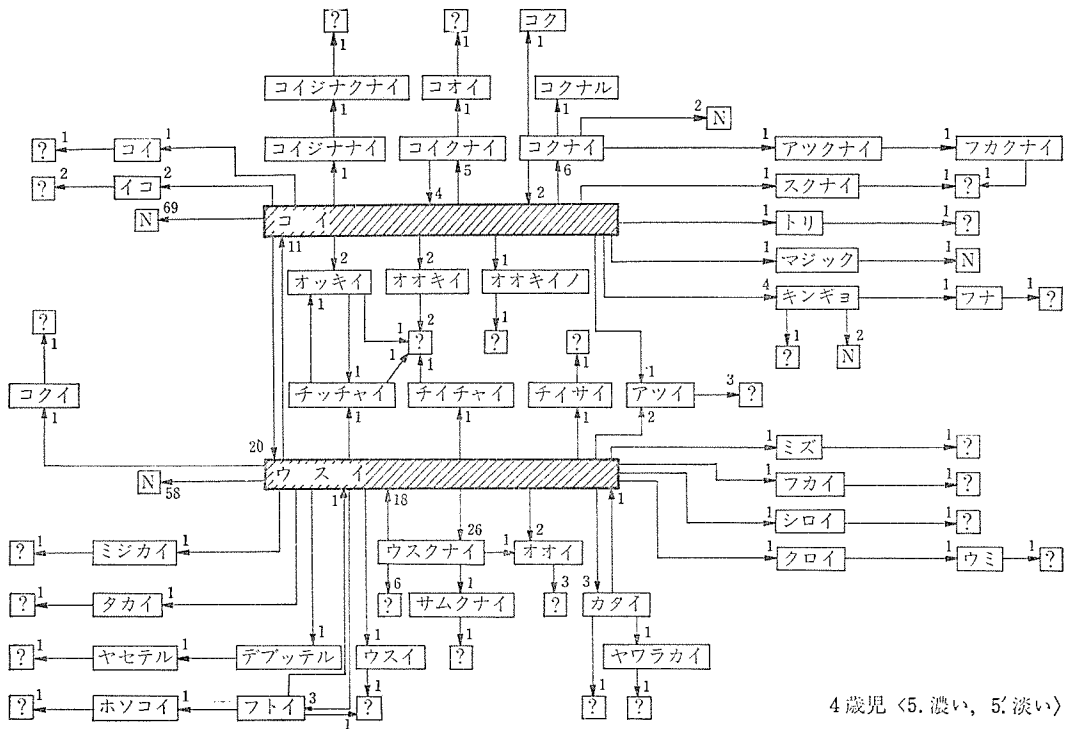 ? ? コク
1 1 1
コイジナクナイ コオイ コクナル
1 1 1 2 N
? 1 コイ 1 コイジナナイ コイクナイ コクナイ 1 アツクナイ 1 フカクナイ
? 2 イコ 2 1 4 5 2 6 1 スクナイ 1 ? 1
N 69 コイ 1 トリ 1 ?
11 2 2 1 1 マジック 1 N
オッキイ オオキイ オオキイノ 4 キンギョ 1 フナ 1 ?
? 1 1 1 2 1 ? 1 2
1 1 ? ? 1 ? N
コクイ 1 1 1 1
チッチャイ チイチャイ チイサイ アツイ 3 ?
1 1 1 1 2
20 1 ミズ 1 ?
N 58 ウスイ 1 フカイ 1 ?
1 18 1 1 シロイ 1 ?
26 2 1 クロイ 1 ウミ 1 ?
? 1 ミジカイ 1 ウスクナイ 1 オオイ
6 1 3 3
? 1 タカイ 1 ? サムクナイ ? カタイ
1 1 1 1
? 1 ヤセテル 1 デブッテル ウスイ ? ヤワラカイ
1 1 1
? 1 ホソコイ 1 フトイ 3 ? ? ?
1
4歳児〈5. 濃い, 5′. 淡い〉